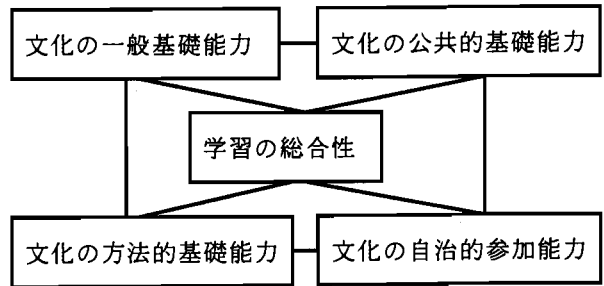 文化の一般基礎能力
文化の公共的基礎能力
学習の総合性
文化の方法的基礎能力
文化の自治的参加能力